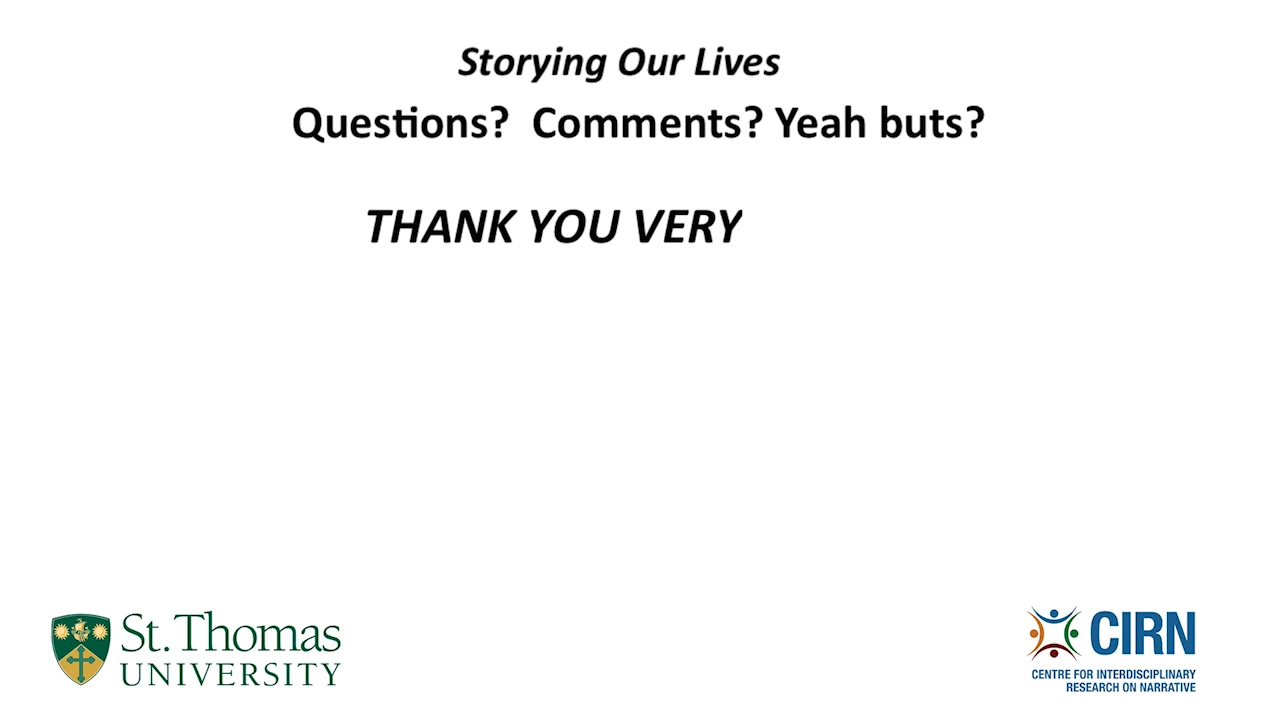 Storying Our Lives
Questions?  Comments? Yeah buts?
THANK YOU VERY
St. Thomas
UNIVERSITY
CIRN
CENTRE FOR INTERDISCIPLINARY
RESEARCH ON NARRATIVE